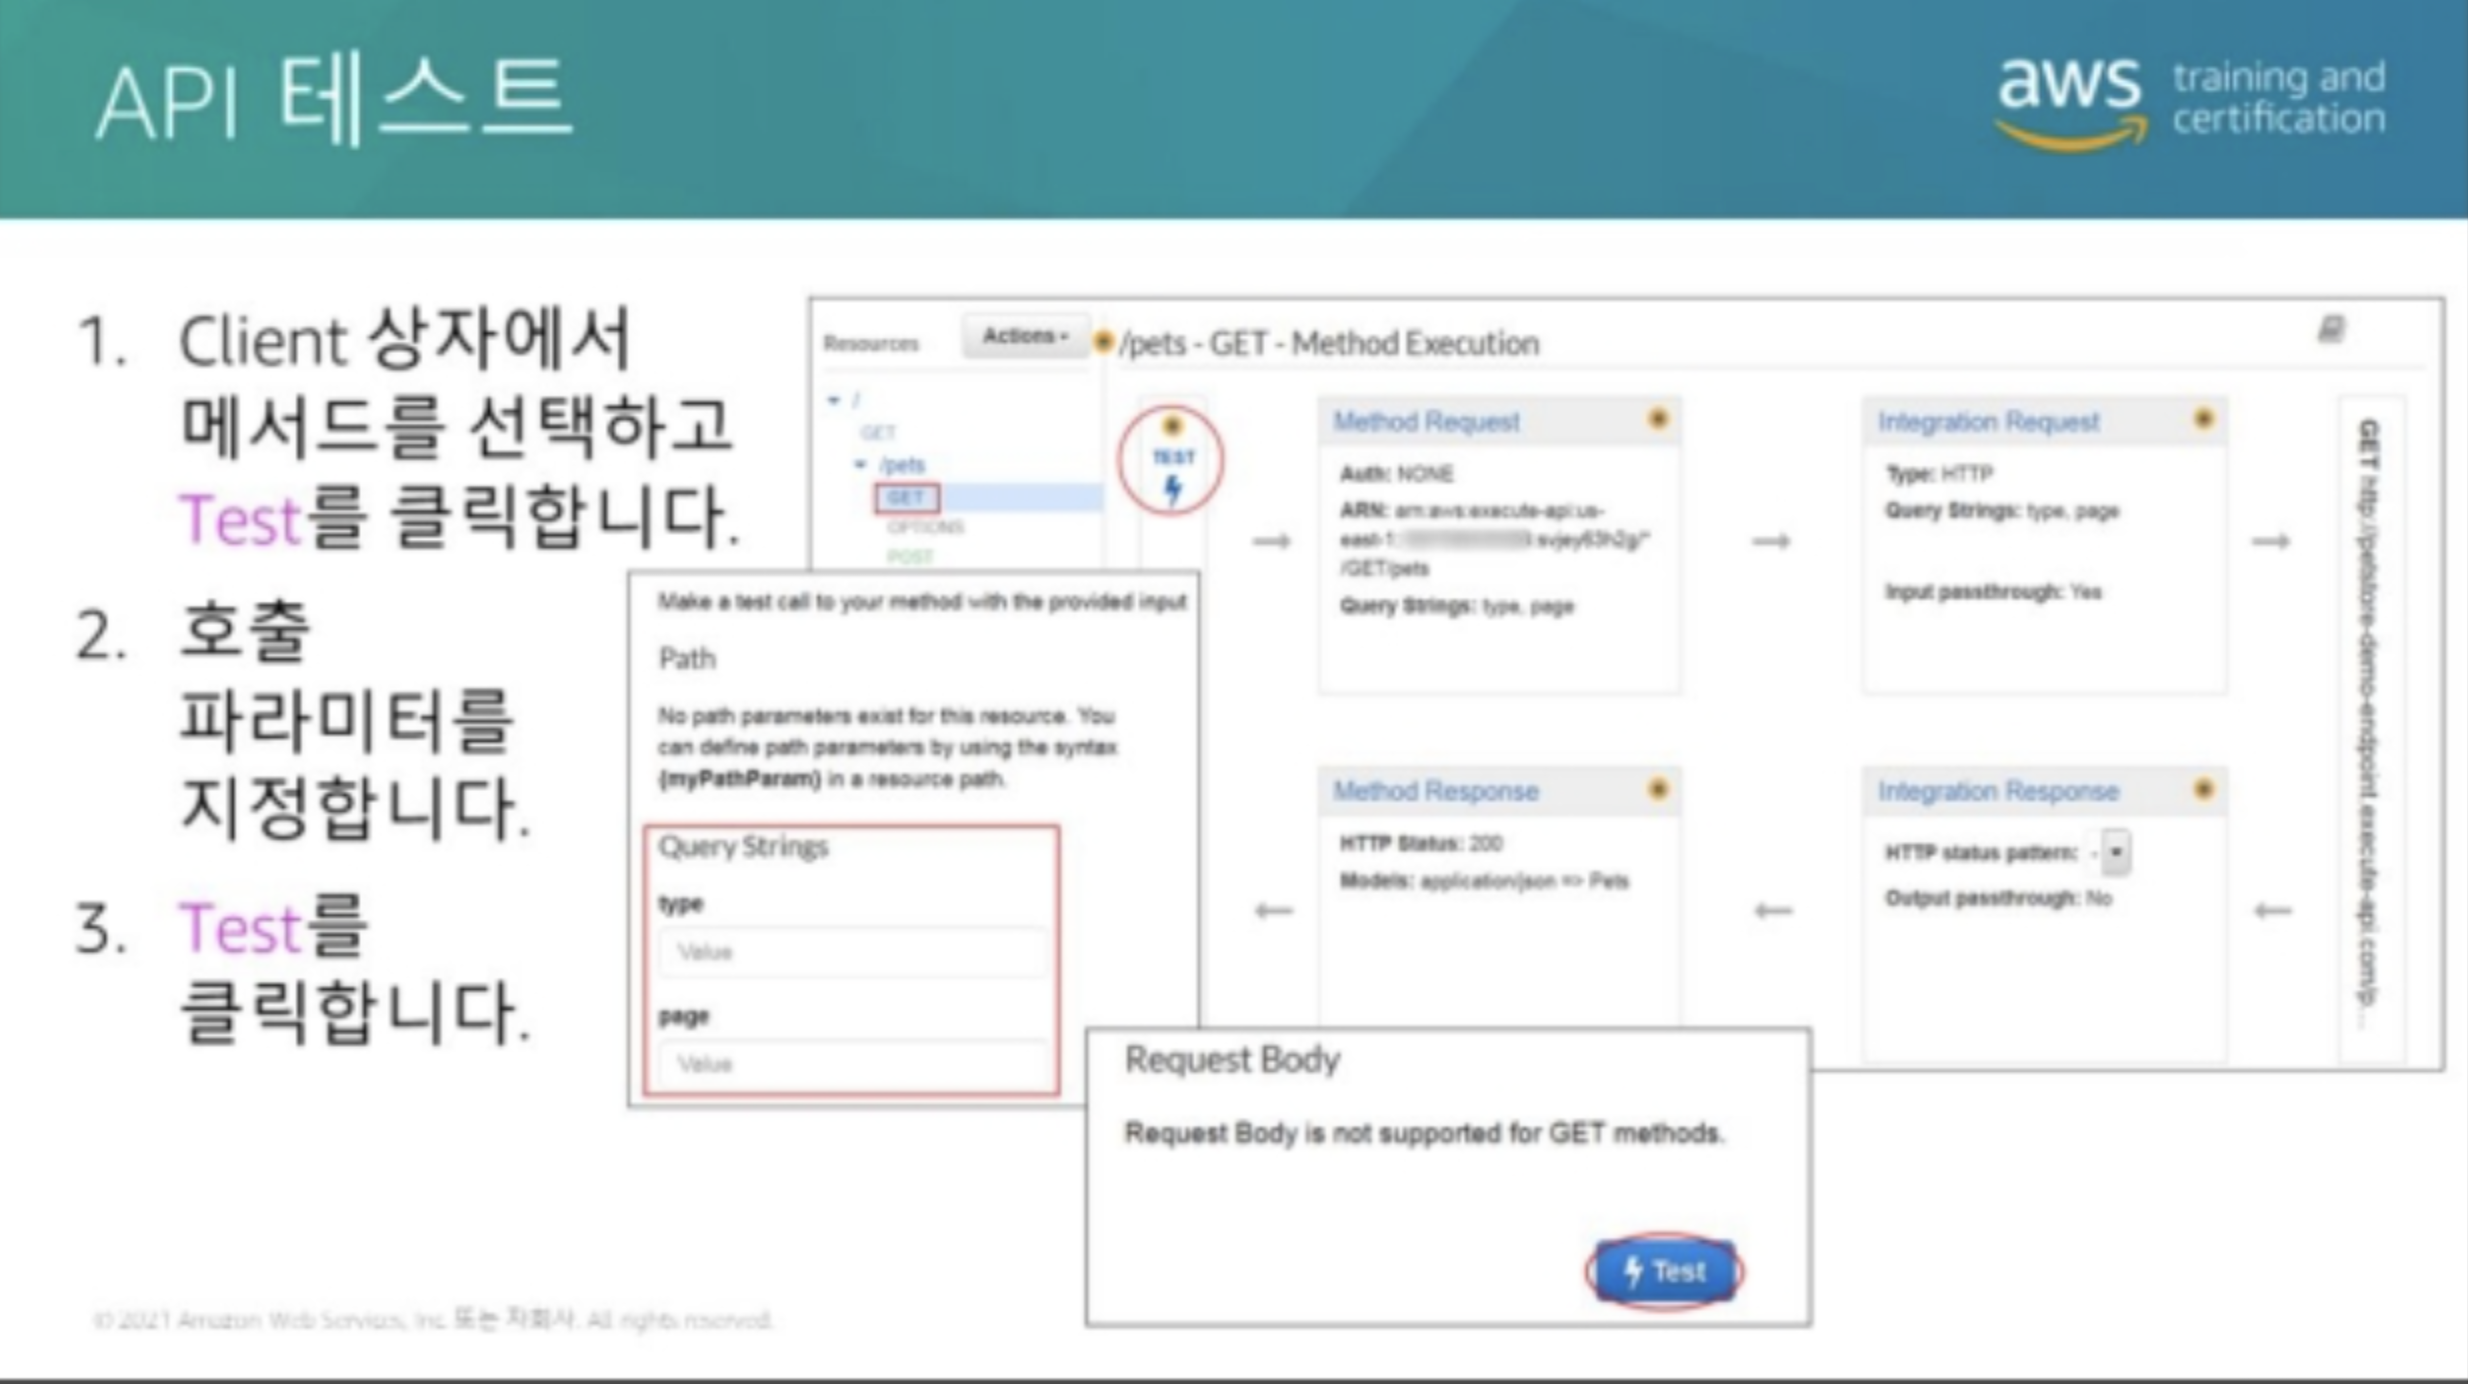 API 테스트
aws training and
certification
1. Client 상자에서
메서드를 선택하고
Test를 클릭합니다.
2. 호출
파라미터를
지정합니다.
3. Test를
클릭합니다.
Resources
Actions
/
GET
/pets
GET
OPTIONS
POST
/pets - GET - Method Execution
TEST
Method Request
Auth: NONE
ARN: arn:aws:execute-api:us-
east-1:
/GET/pets
Query Strings: type, page
Integration Request
Type: HTTP
Query Strings: type, page
Input passthrough: Yes
GET http://petstore-demo-endpoint.execute-api.com/p...
Method Response
HTTP Status: 200
Models: application/json => Pets
Integration Response
HTTP status pattern: -
Output passthrough: No
Make a test call to your method with the provided input
Path
No path parameters exist for this resource. You
can define path parameters by using the syntax
{myPathParam} in a resource path.
Query Strings
type
Value
page
Value
Request Body
Request Body is not supported for GET methods.
Test
© 2021 Amazon Web Services, Inc. 또는 자회사. All rights reserved.